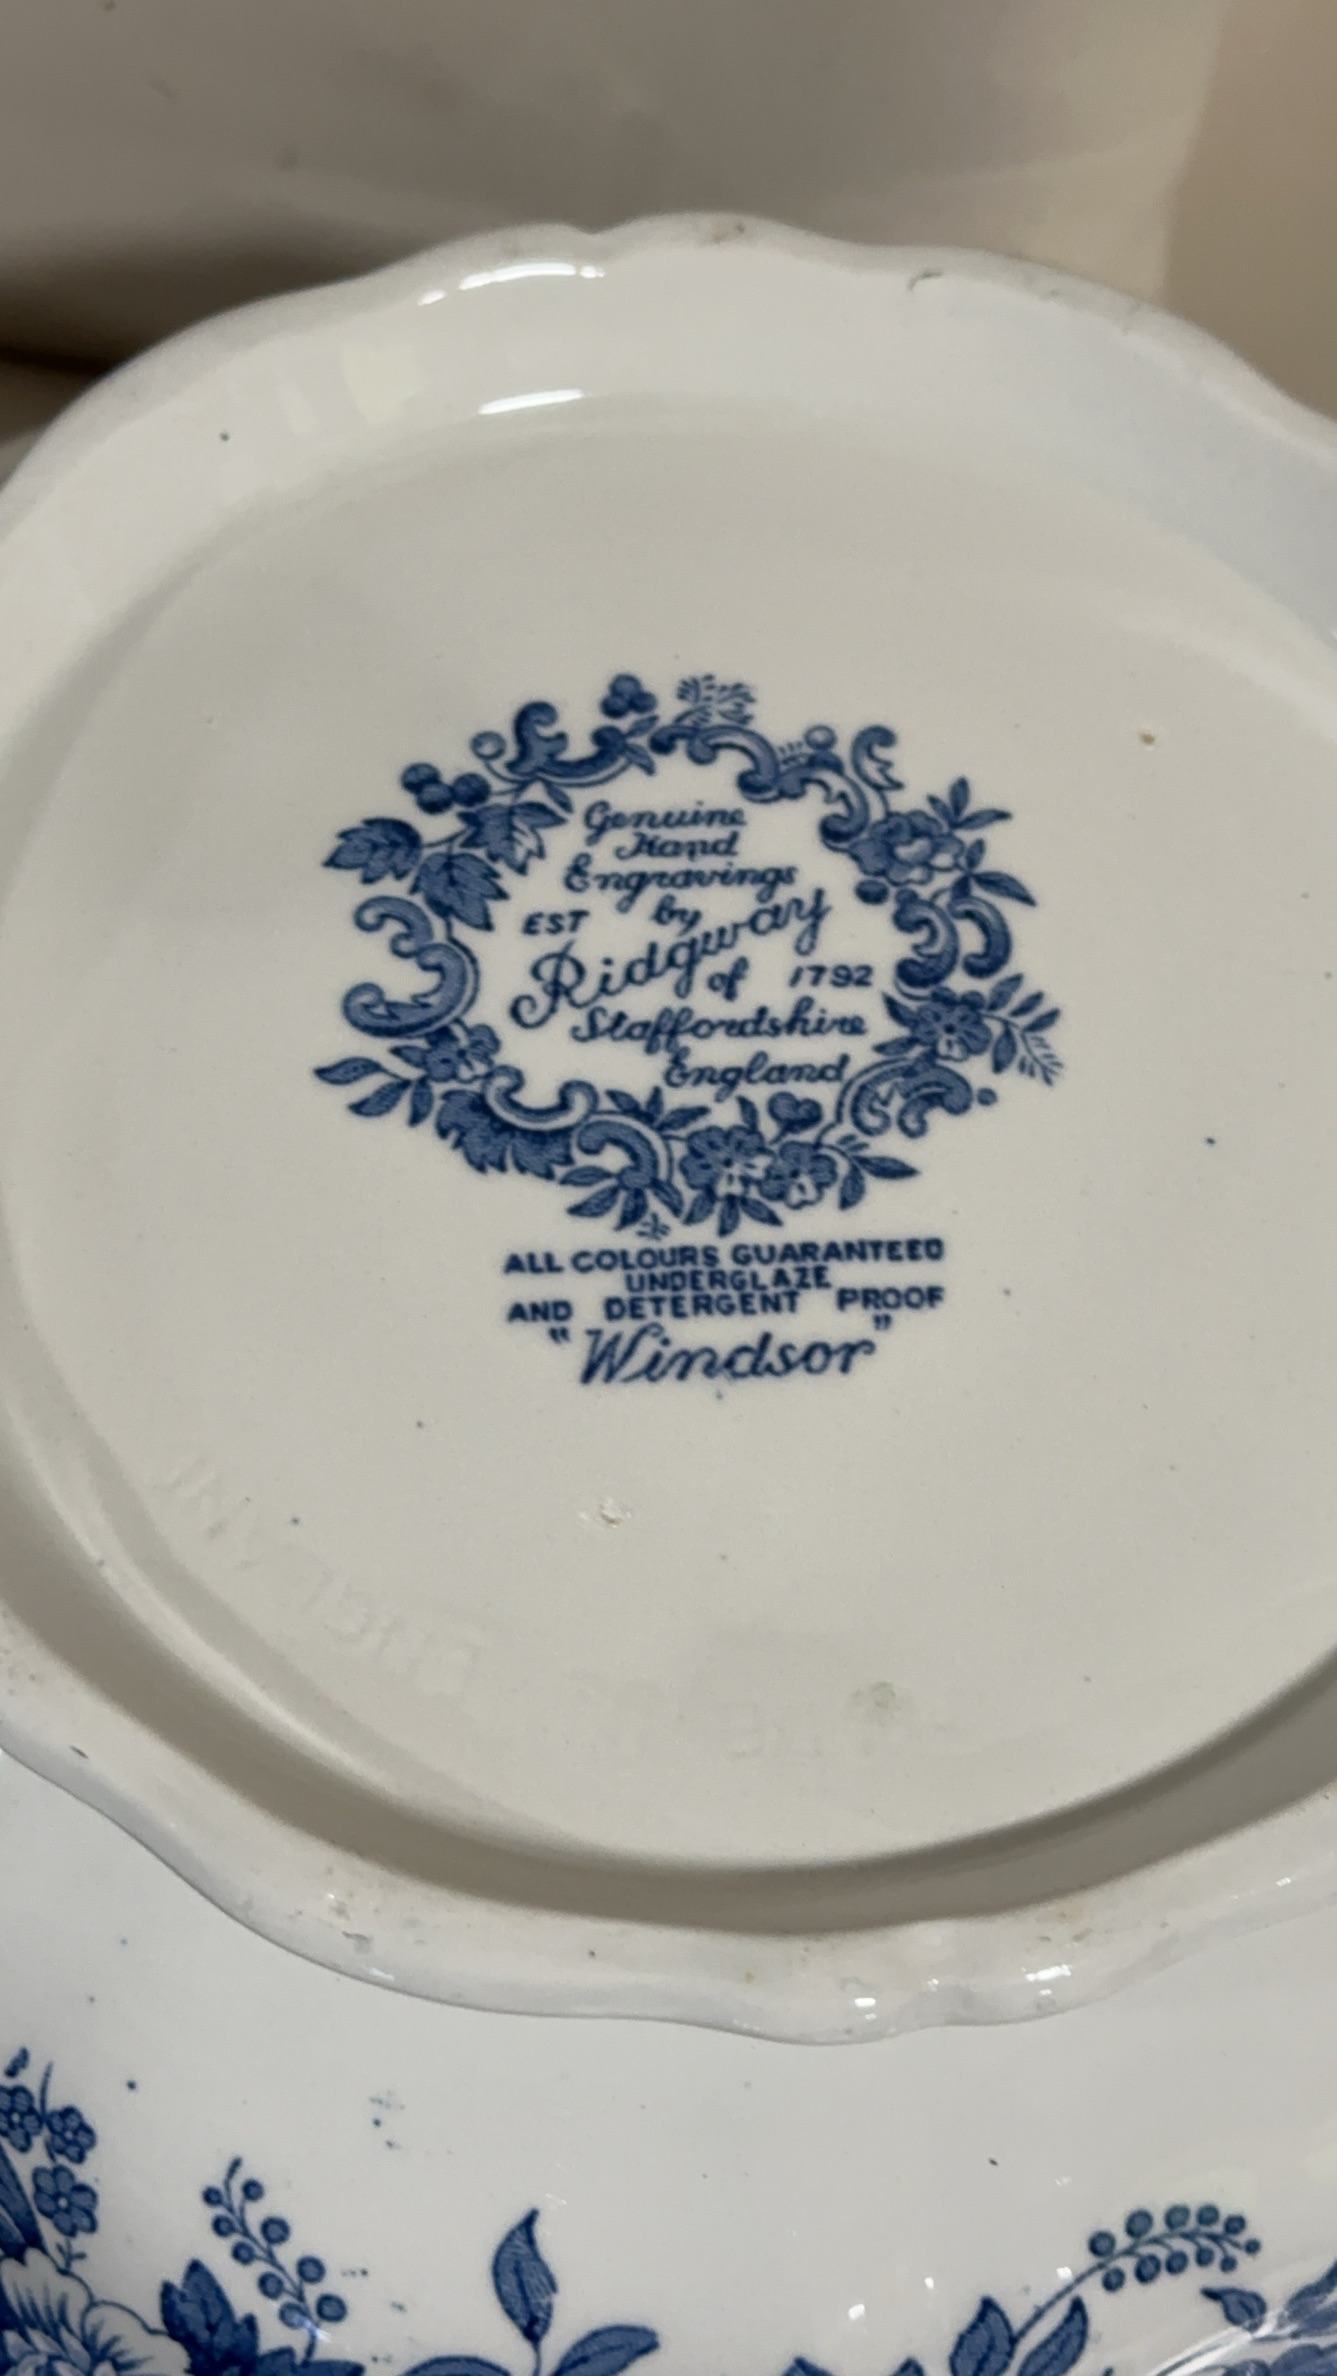 Genuine
Hand
Engravings
EST by
Ridgway
of 1792
Staffordshire
England
ALL COLOURS GUARANTEED
UNDERGLAZE
AND DETERGENT PROOF
"Windsor"